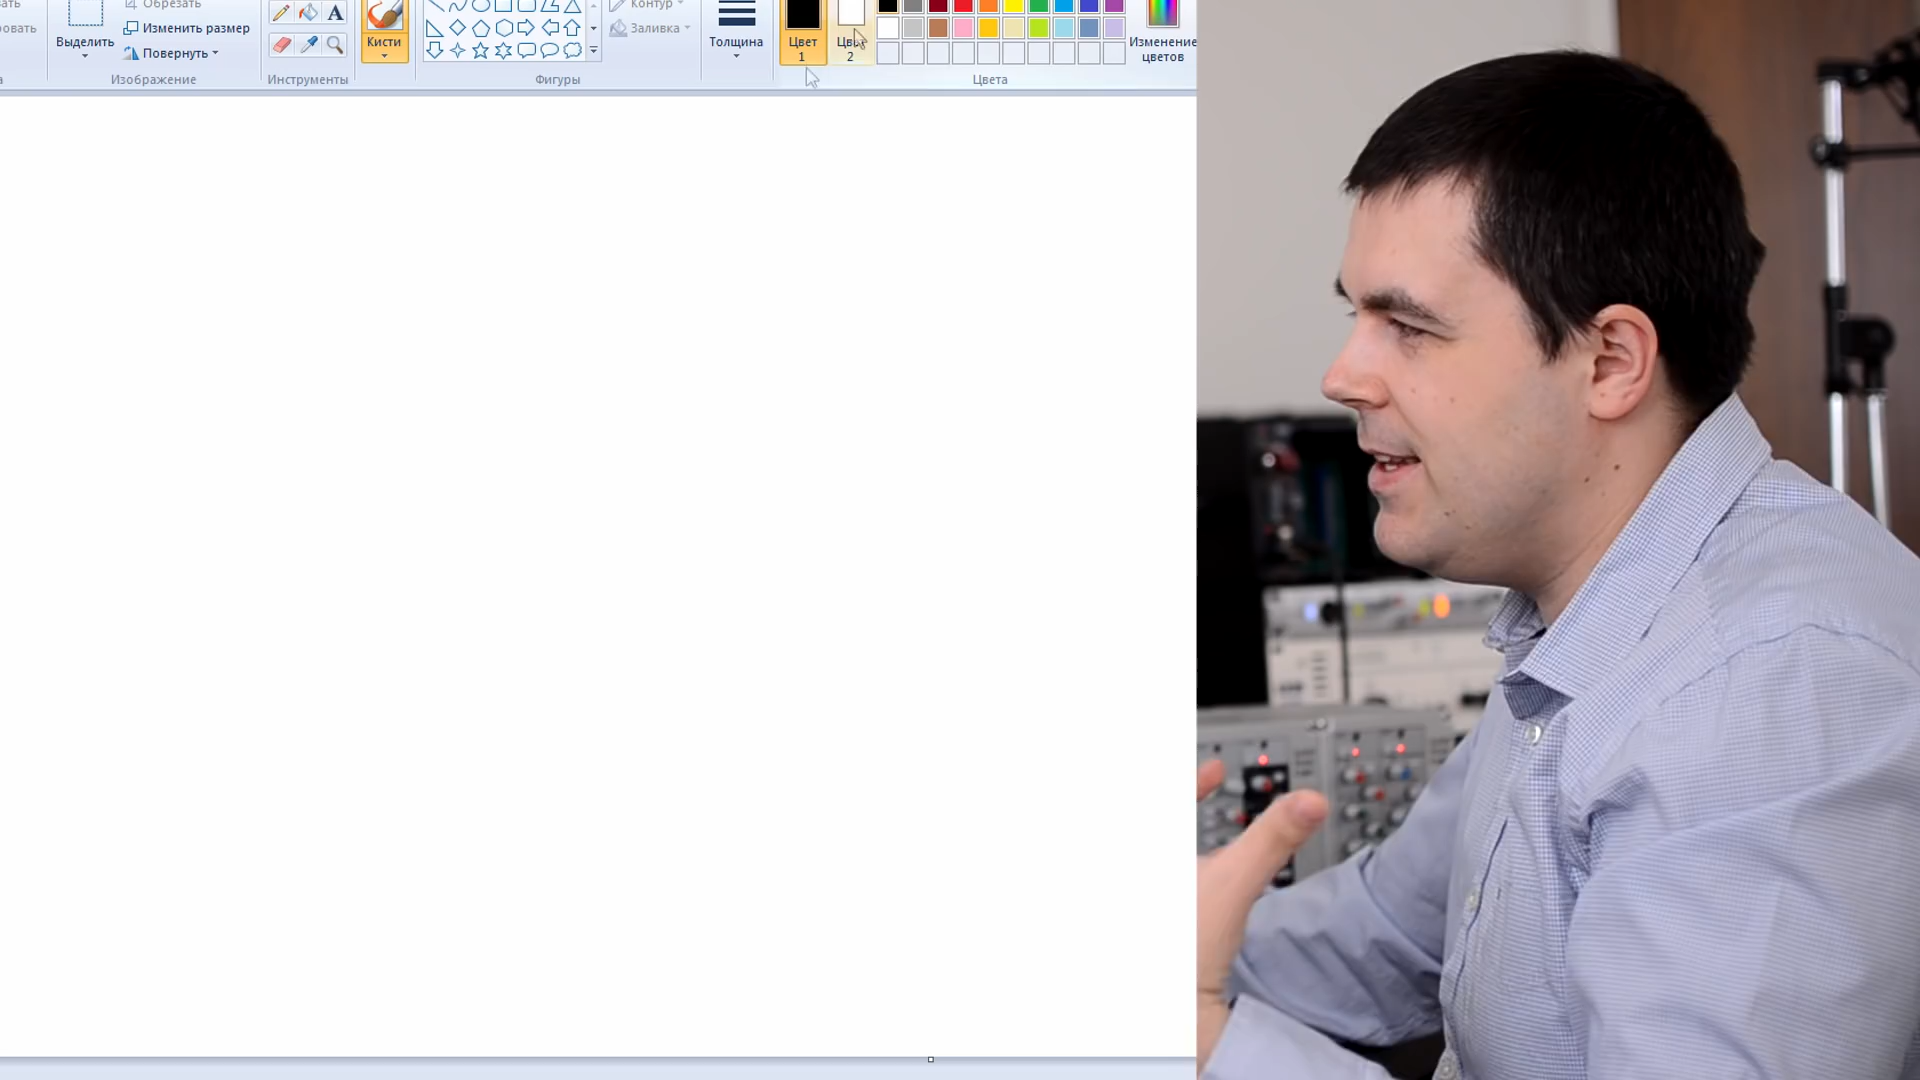 Обрезать
Контур
Изменить размер
Заливка
Выделить
Кисти
Толщина
Цвет
1
2
Изменение
цветов
Повернуть
Изображение
Инструменты
Фигуры
Цвета